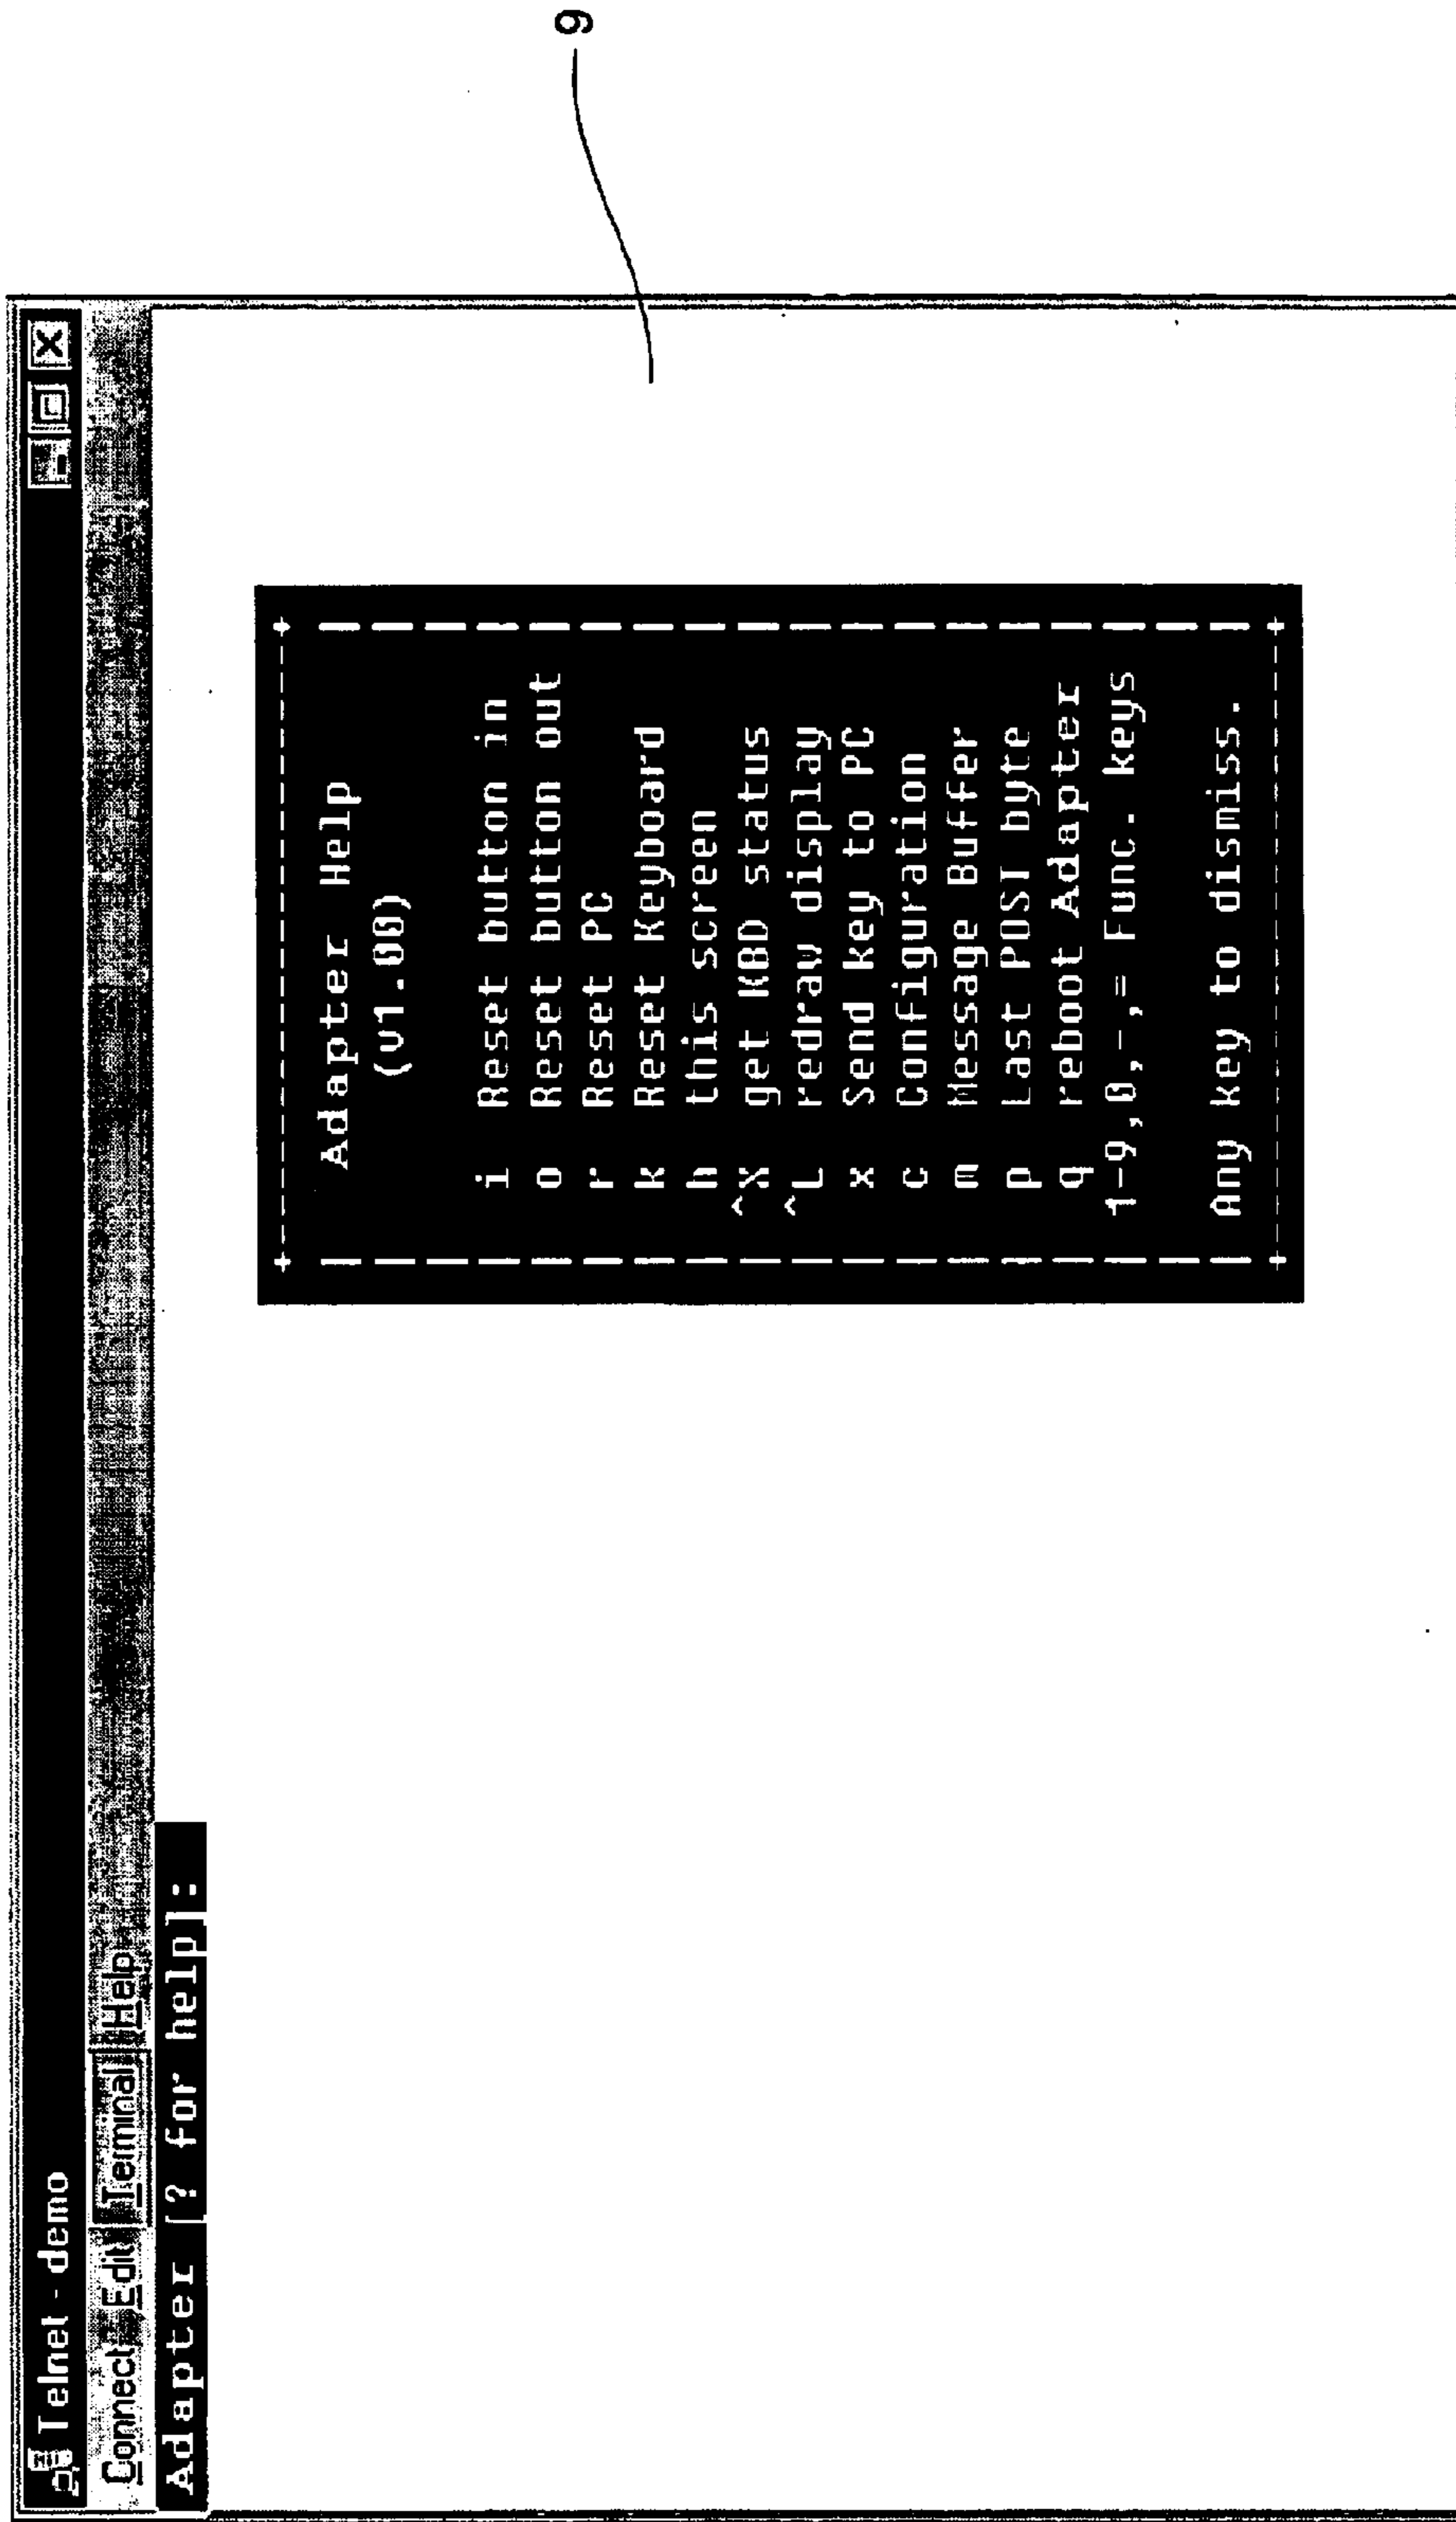 9
Telnet - demo
Connect Edit Terminal Help
Adapter [? for help]:
Adapter Help
(v1.00)
i Reset button in
o Reset button out
r Reset PC
k Reset Keyboard
h this screen
^X get KBD status
^L redraw display
x Send key to PC
c Configuration
m Message Buffer
p Last POST byte
q reboot Adapter
1-9,0,-,= Func. keys
Any key to dismiss.